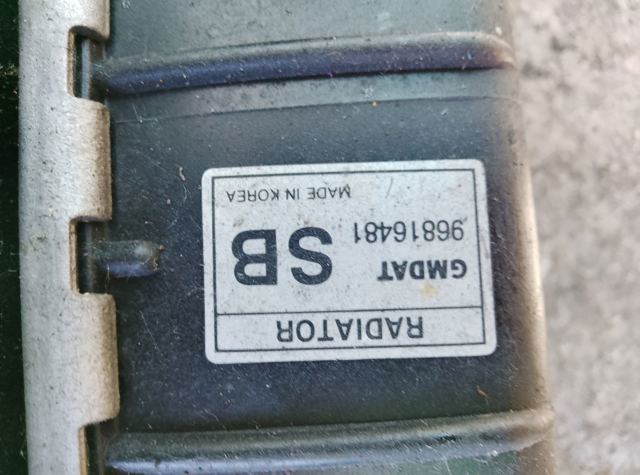 RADIATOR
GMDAT SB
96816481
MADE IN KOREA